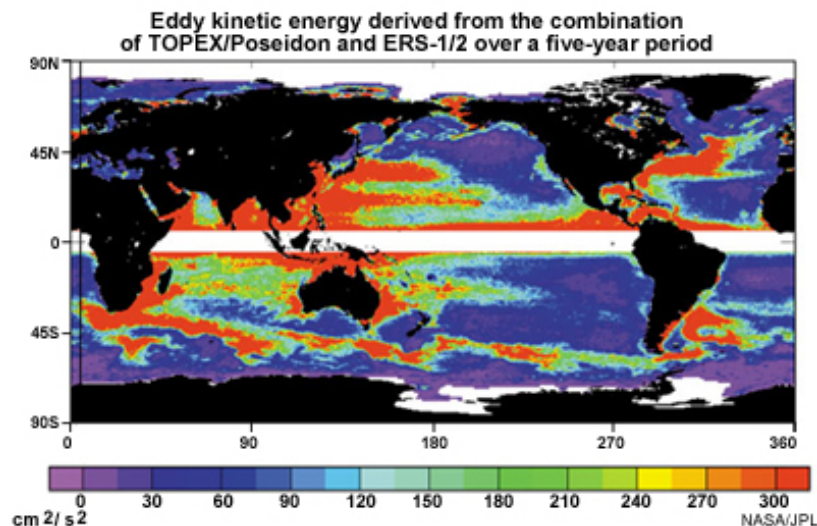 Eddy kinetic energy derived from the combination
of TOPEX/Poseidon and ERS-1/2 over a five-year period
90N
45N
0
45S
90S
0 90 180 270 360
0 30 60 90 120 150 180 210 240 270 300
cm 2/ s2 NASA/JPL